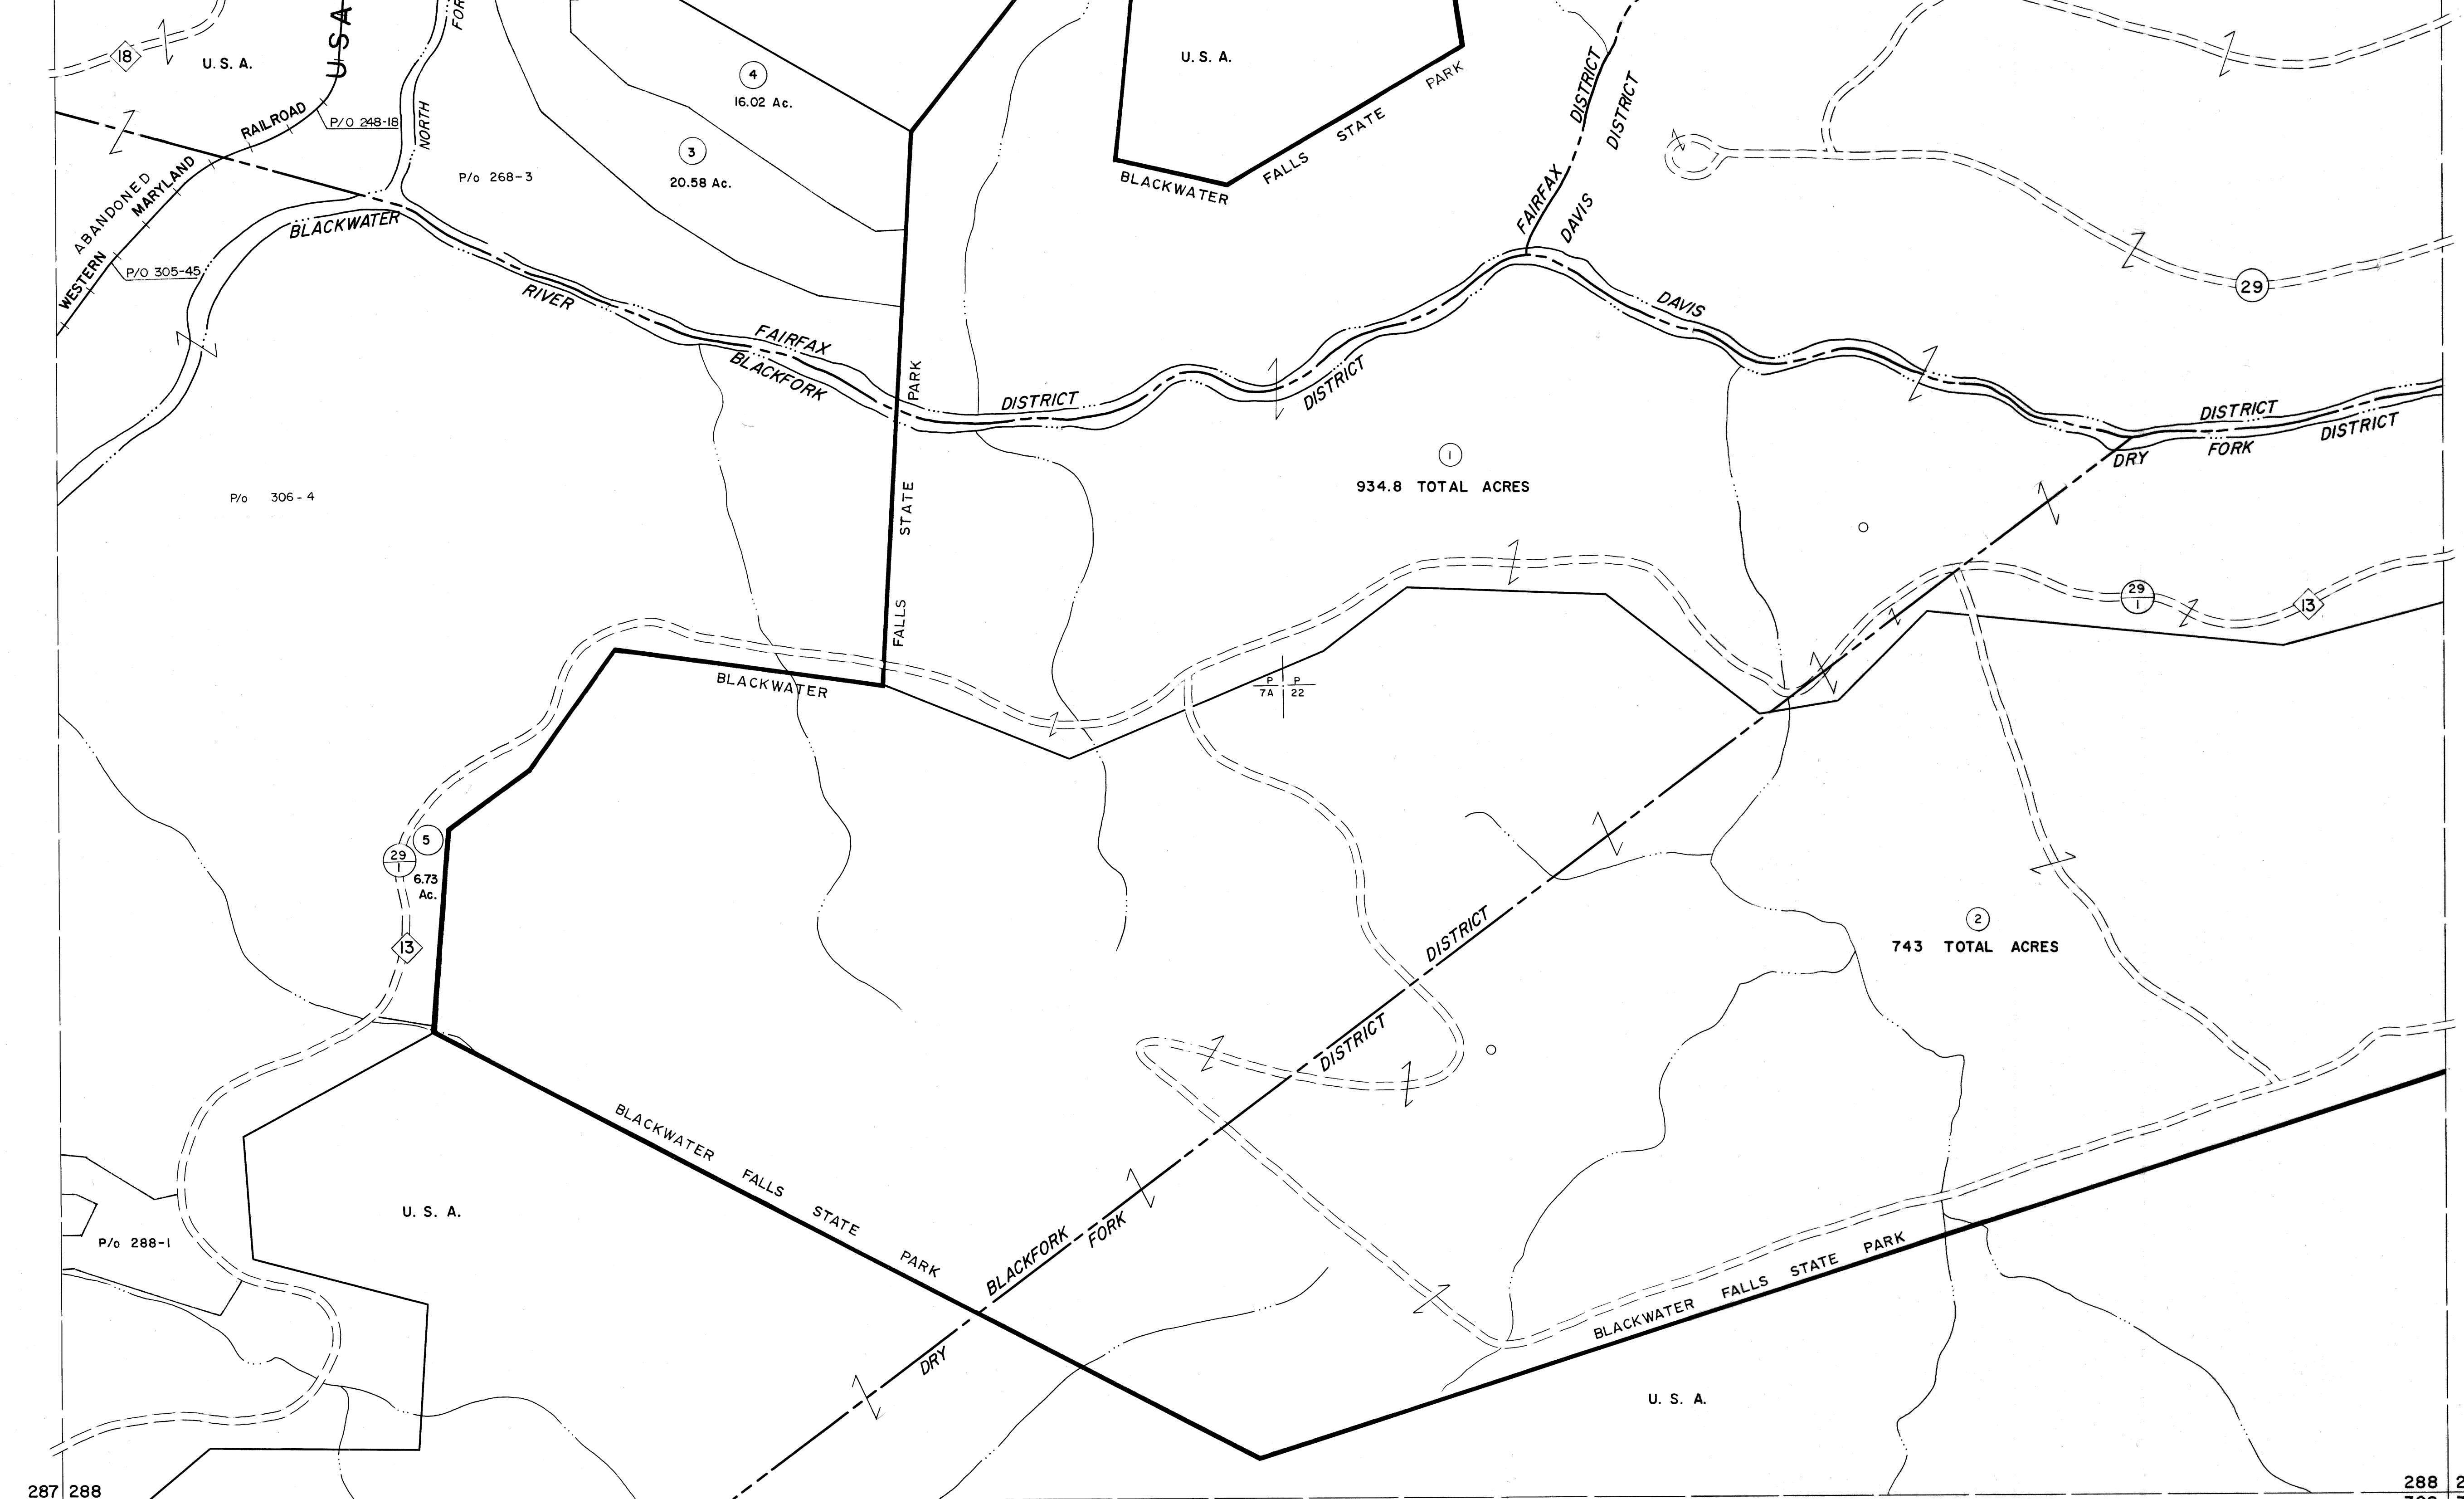 18
U. S. A.
U S A
NORTH
4
16.02 Ac.
3
20.58 Ac.
P/O 248-18
P/o 268-3
ABANDONED
WESTERN MARYLAND RAILROAD
P/O 305-45
U. S. A.
BLACKWATER FALLS STATE PARK
FAIRFAX DISTRICT
DAVIS DISTRICT
29
BLACKWATER
RIVER
FAIRFAX
BLACKFORK
DISTRICT
DISTRICT
DAVIS
DISTRICT
DRY
FORK
DISTRICT
P/o 306-4
FALLS STATE PARK
BLACKWATER
1
934.8 TOTAL ACRES
29
1
13
P
7A
P
22
5
6.73
Ac.
29
1
13
2
743 TOTAL ACRES
DISTRICT
DISTRICT
BLACKFORK
FORK
DRY
BLACKWATER FALLS STATE PARK
BLACKWATER FALLS STATE PARK
U. S. A.
P/o 288-1
U. S. A.
287 288
288